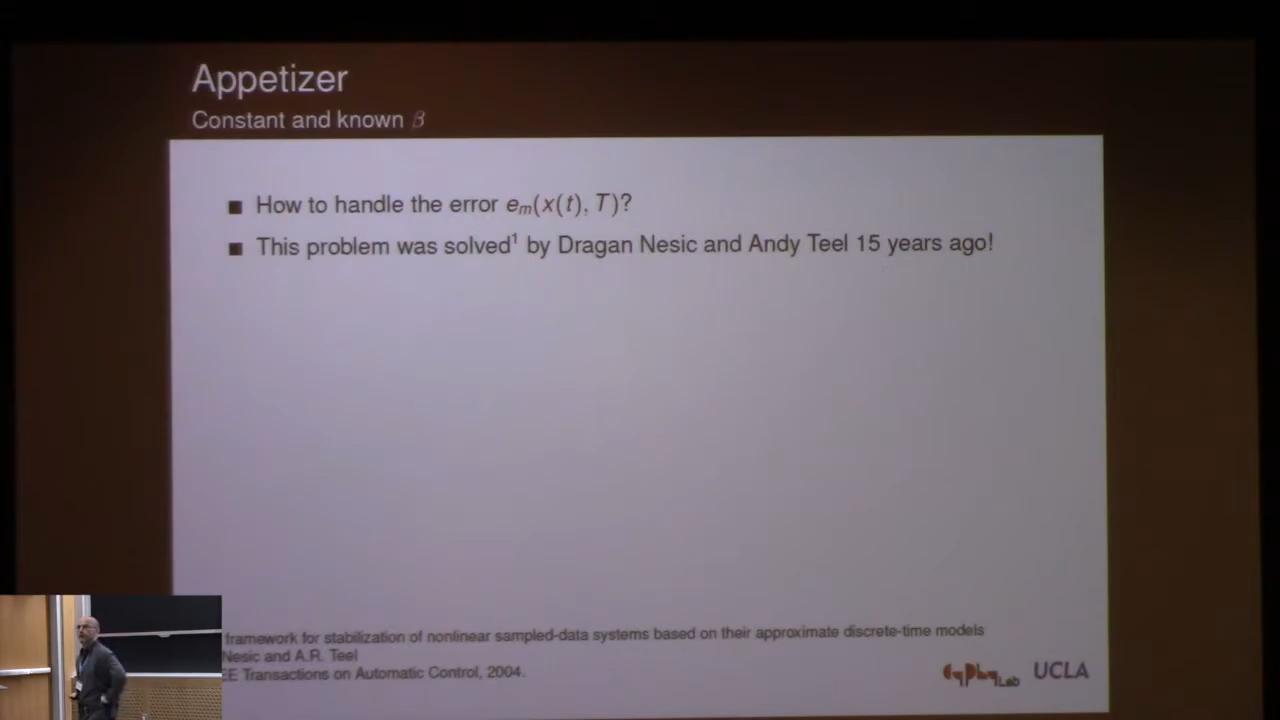 Appetizer
Constant and known β
How to handle the error eₘ(x(t), T)?
This problem was solved¹ by Dragan Nesic and Andy Teel 15 years ago!
framework for stabilization of nonlinear sampled-data systems based on their approximate discrete-time models
Nesic and A.R. Teel
EE Transactions on Automatic Control, 2004.
CyPhyLab UCLA